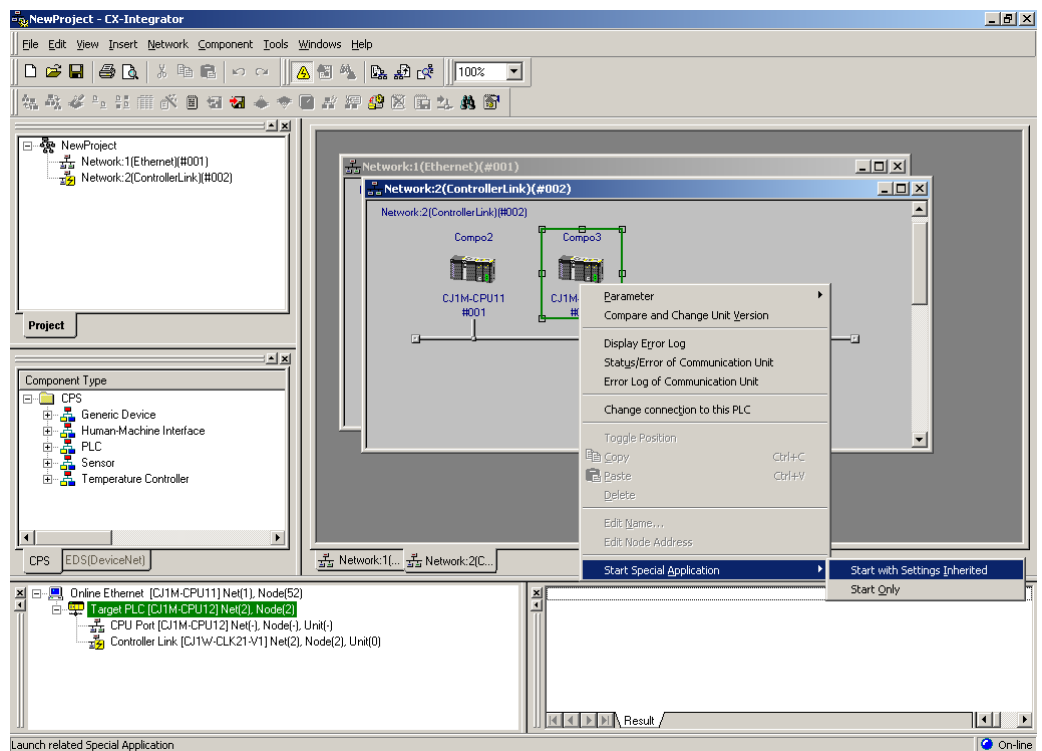 NewProject - CX-Integrator
File Edit View Insert Network Component Tools Windows Help
100%
NewProject
Network:1(Ethernet)(#001)
Network:2(ControllerLink)(#002)
Project
Component Type
CPS
Generic Device
Human-Machine Interface
PLC
Sensor
Temperature Controller
CPS EDS(DeviceNet)
Network:1(Ethernet)(#001)
Network:2(ControllerLink)(#002)
Network:2(ControllerLink)(#002)
Compo2 Compo3
CJ1M-CPU11 CJ1M-
#001 #0
Parameter
Compare and Change Unit Version
Display Error Log
Status/Error of Communication Unit
Error Log of Communication Unit
Change connection to this PLC
Toggle Position
Copy Ctrl+C
Paste Ctrl+V
Delete
Edit Name...
Edit Node Address
Start Special Application
Start with Settings Inherited
Start Only
Network:1(... Network:2(C...
Online Ethernet [CJ1M-CPU11] Net(1), Node(52)
Target PLC [CJ1M-CPU12] Net(2), Node(2)
CPU Port [CJ1M-CPU12] Net(-), Node(-), Unit(-)
Controller Link [CJ1W-CLK21-V1] Net(2), Node(2), Unit(0)
Result
Launch related Special Application
On-line